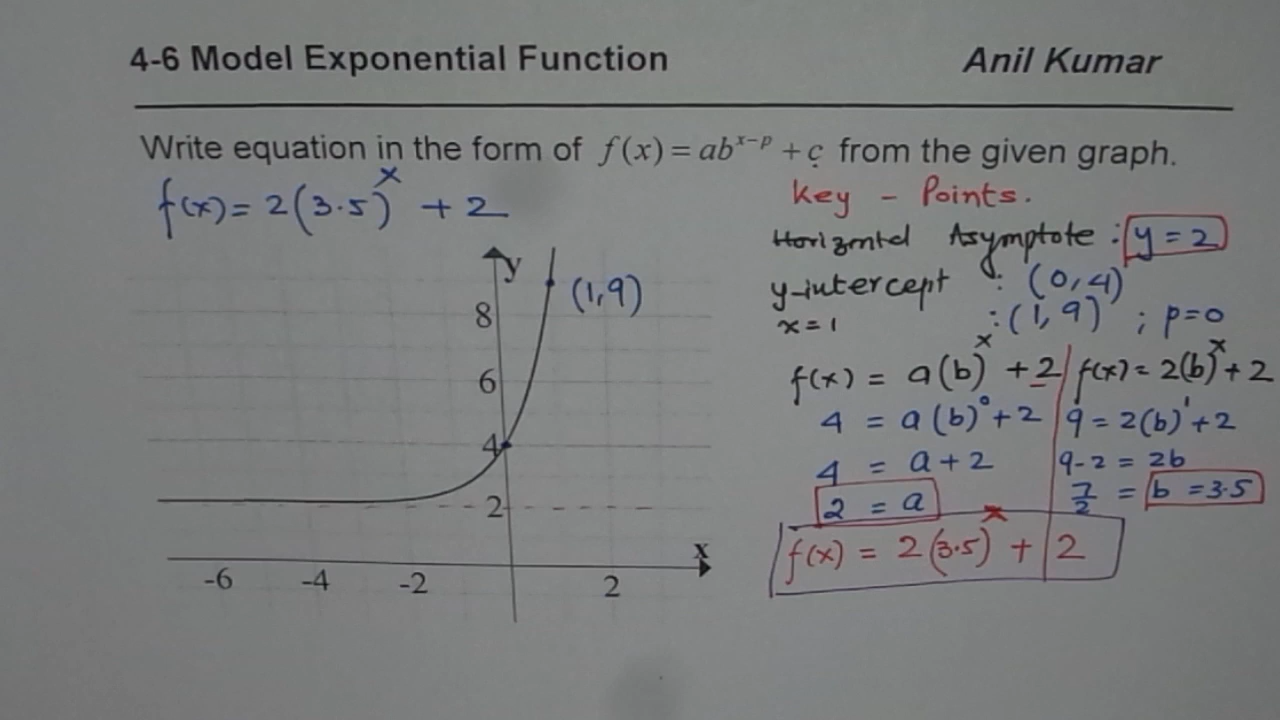 4-6 Model Exponential Function Anil Kumar
Write equation in the form of f(x) = ab^{x-p} + c from the given graph.
f(x) = 2(3.5)^x + 2
Key - Points.
Horizontal Asymptote : y = 2
y-intercept : (0,4)
x = 1 : (1,9) ; p=0
f(x) = a(b)^x + 2 f(x) = 2(b)^x + 2
4 = a(b)^0 + 2 9 = 2(b)^1 + 2
4 = a + 2 9-2 = 2b
2 = a 7/2 = b = 3.5
f(x) = 2(3.5)^x + 2
y
(1,9)
8
6
4
2
x
-6 -4 -2 2